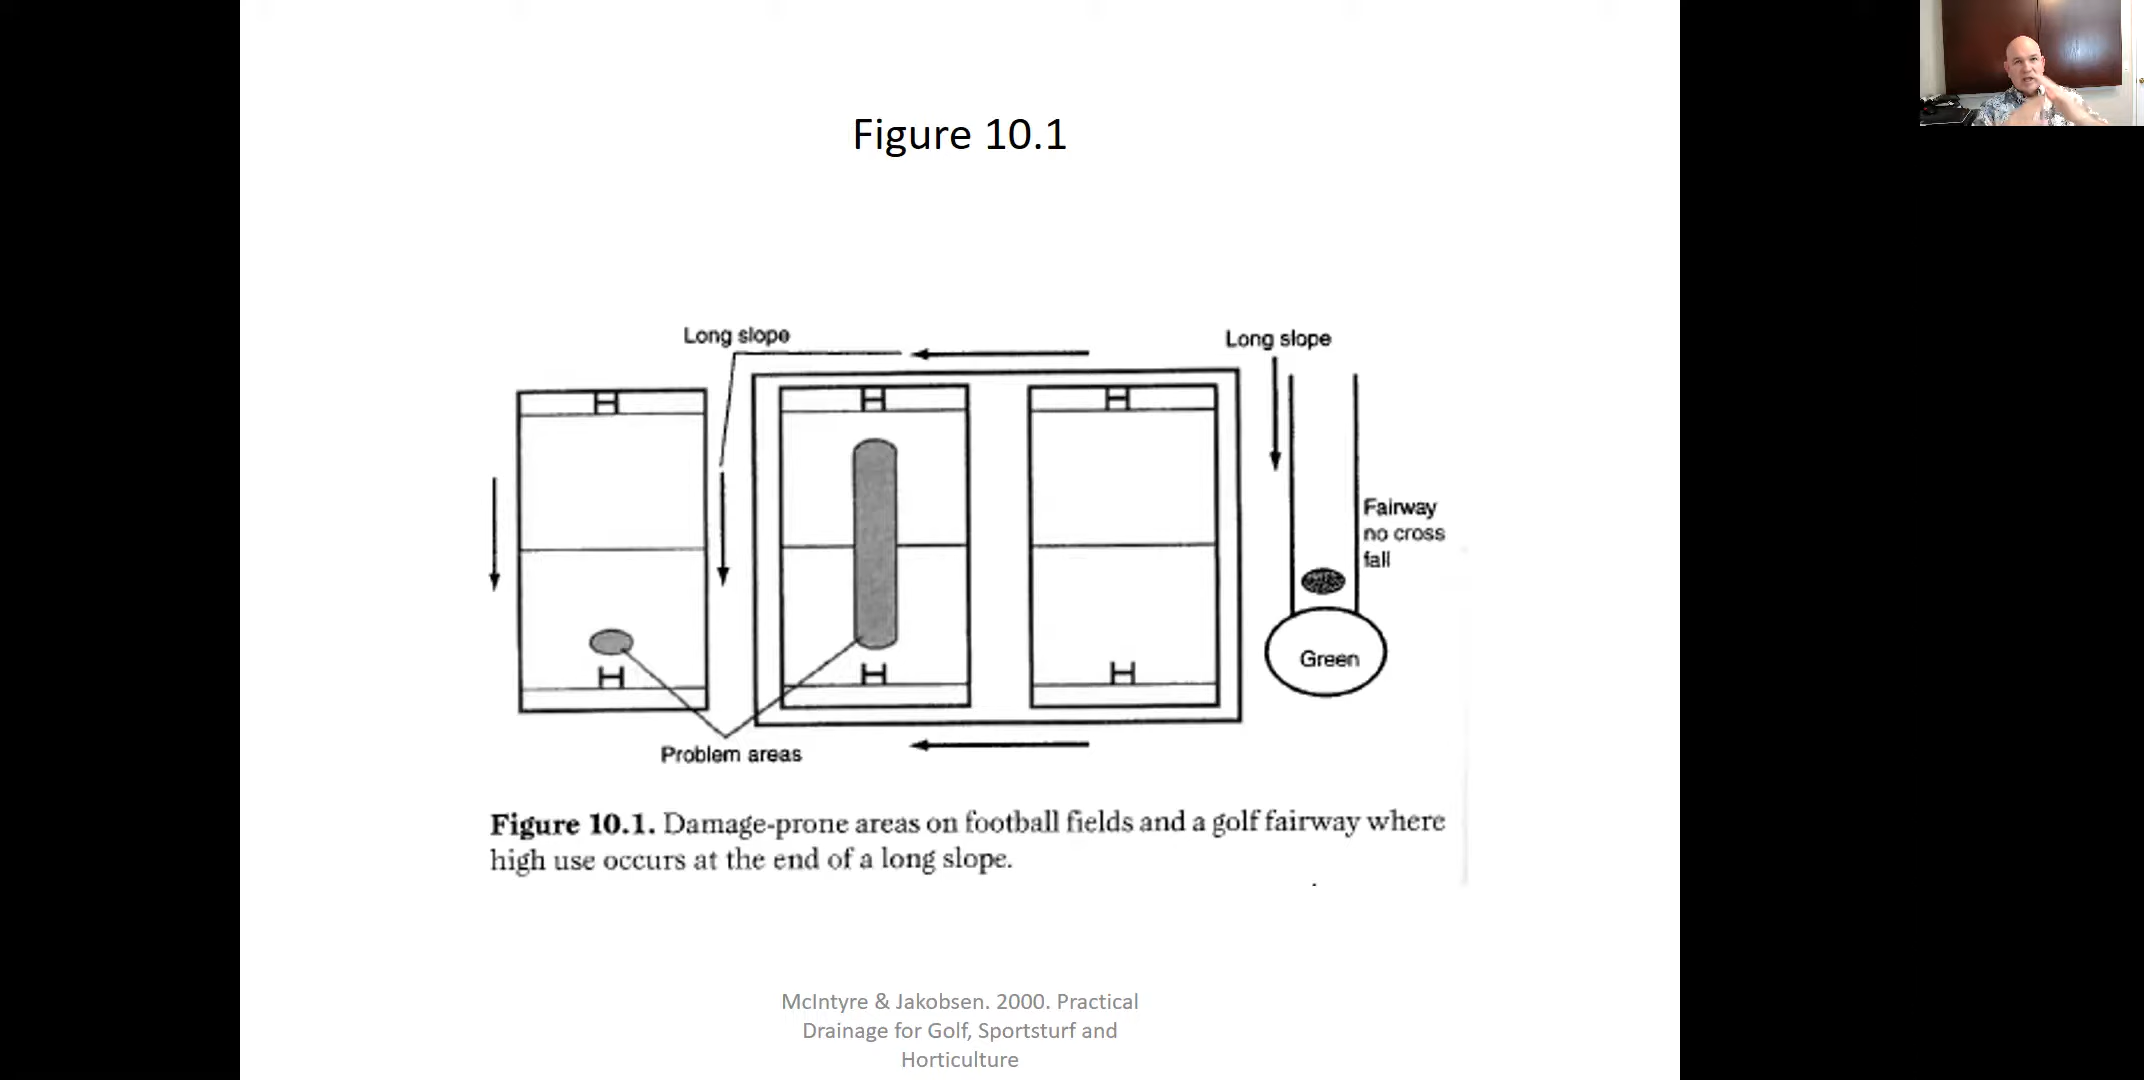 Figure 10.1
Long slope
Long slope
Fairway
no cross
fall
Green
Problem areas
Figure 10.1. Damage-prone areas on football fields and a golf fairway where
high use occurs at the end of a long slope.
McIntyre & Jakobsen. 2000. Practical
Drainage for Golf, Sportsturf and
Horticulture